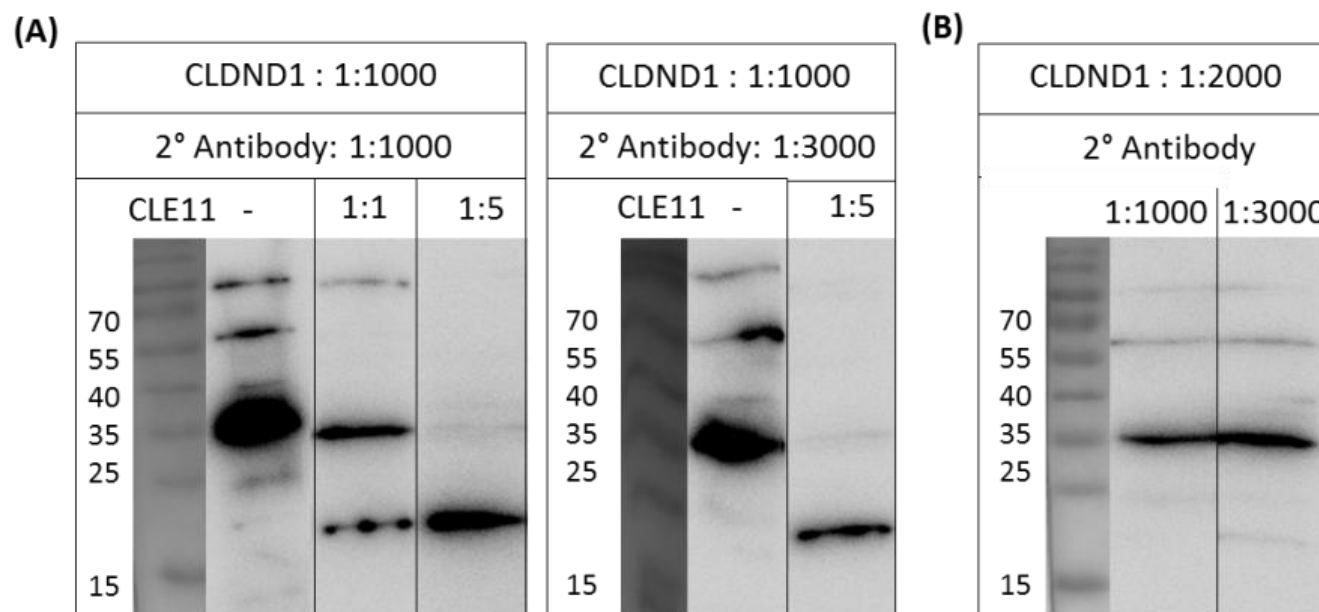 (A)
CLDND1 : 1:1000
2° Antibody: 1:1000
CLE11 - 1:1 1:5
70
55
40
35
25
15
CLDND1 : 1:1000
2° Antibody: 1:3000
CLE11 - 1:5
70
55
40
35
25
15
(B)
CLDND1 : 1:2000
2° Antibody
1:1000 1:3000
70
55
40
35
25
15